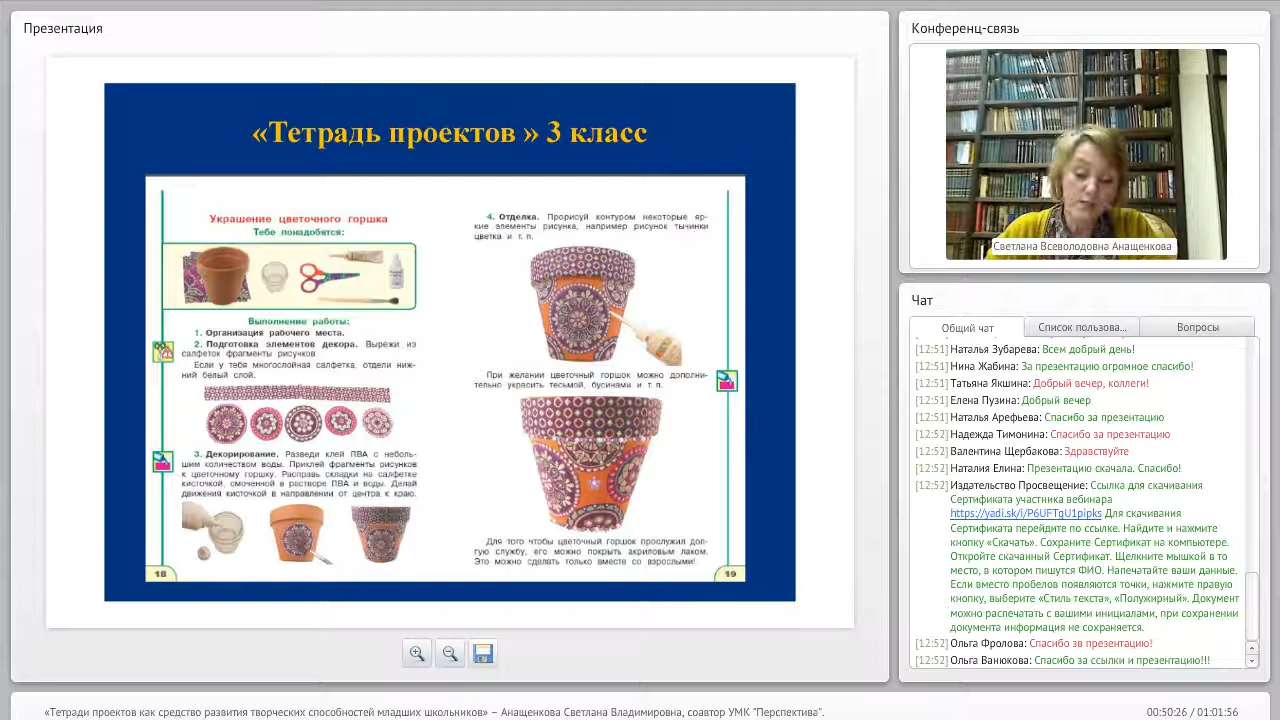 Презентация
«Тетрадь проектов » 3 класс
Украшение цветочного горшка
Тебе понадобятся:
Выполнение работы:
1. Организация рабочего места.
2. Подготовка элементов декора. Вырежи из
салфеток фрагменты рисунков
Если у тебя многослойная салфетка, отдели ниж-
ний белый слой.
3. Декорирование. Разведи клей ПВА с неболь-
шим количеством воды. Приклей фрагменты рисунков
к цветочному горшку. Расправь складки на салфетке
кисточкой, смоченной в растворе ПВА и воды. Делай
движения кисточкой в направлении от центра к краю.
18
4. Отделка. Прорисуй контуром некоторые яр-
кие элементы рисунка, например рисунок тычинки
цветка и т. п.
При желании цветочный горшок можно дополни-
тельно украсить тесьмой, бусинами и т. п.
Для того чтобы цветочный горшок прослужил дол-
гую службу, его можно покрыть акриловым лаком.
Это можно сделать только вместе со взрослыми!
19
Конференц-связь
Светлана Всеволодовна Анащенкова
Чат
Общий чат
Список пользова...
Вопросы
[12:51] Наталья Зубарева: Всем добрый день!
[12:51] Нина Жабина: За презентацию огромное спасибо!
[12:51] Татьяна Якшина: Добрый вечер, коллеги!
[12:51] Елена Пузина: Добрый вечер
[12:51] Наталья Арефьева: Спасибо за презентацию
[12:52] Надежда Тимонина: Спасибо за презентацию
[12:52] Валентина Щербакова: Здравствуйте
[12:52] Наталия Елина: Презентацию скачала. Спасибо!
[12:52] Издательство Просвещение: Ссылка для скачивания
Сертификата участника вебинара
https://yadi.sk/i/P6UFTqU1pipks Для скачивания
Сертификата перейдите по ссылке. Найдите и нажмите
кнопку «Скачать». Сохраните Сертификат на компьютере.
Откройте скачанный Сертификат. Щелкните мышкой в то
место, в котором пишутся ФИО. Напечатайте ваши данные.
Если вместо пробелов появляются точки, нажмите правую
кнопку, выберите «Стиль текста», «Полужирный». Документ
можно распечатать с вашими инициалами, при сохранении
документа информация не сохраняется.
[12:52] Ольга Фролова: Спасибо зв презентацию!
[12:52] Ольга Ванюкова: Спасибо за ссылки и презентацию!!!
«Тетради проектов как средство развития творческих способностей младших школьников» – Анащенкова Светлана Владимировна, соавтор УМК "Перспектива".
00:50:26 / 01:01:56